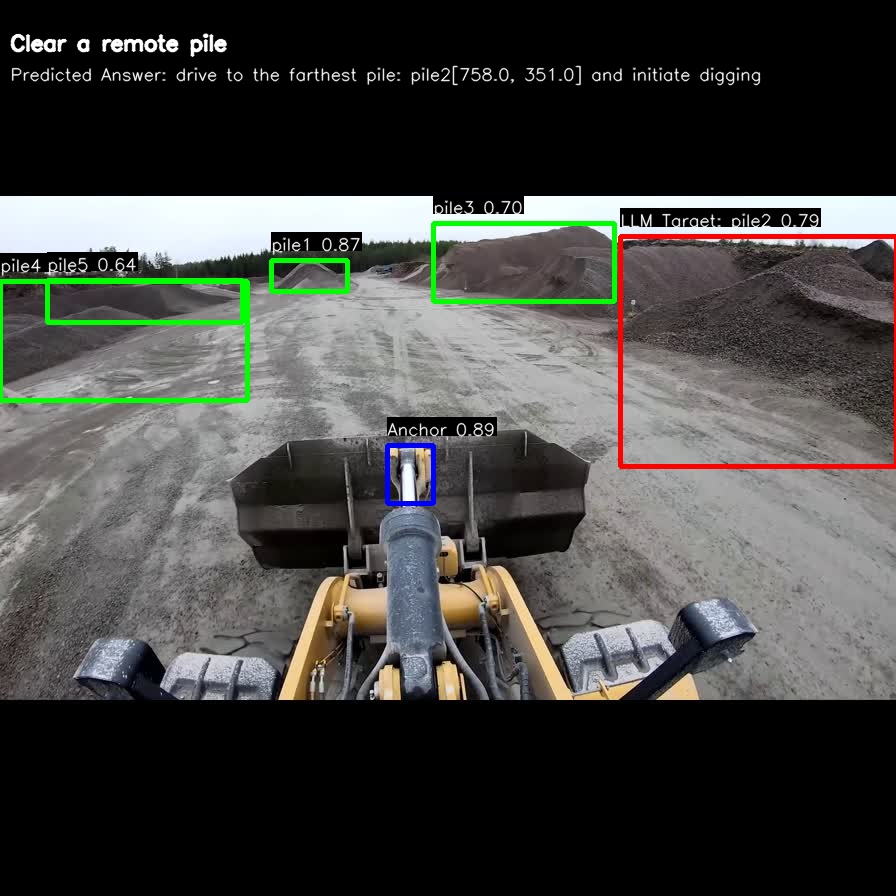 Clear a remote pile
Predicted Answer: drive to the farthest pile: pile2[758.0, 351.0] and initiate digging
pile3 0.70
LLM Target: pile2 0.79
pile1 0.87
pile4 pile5 0.64
Anchor 0.89